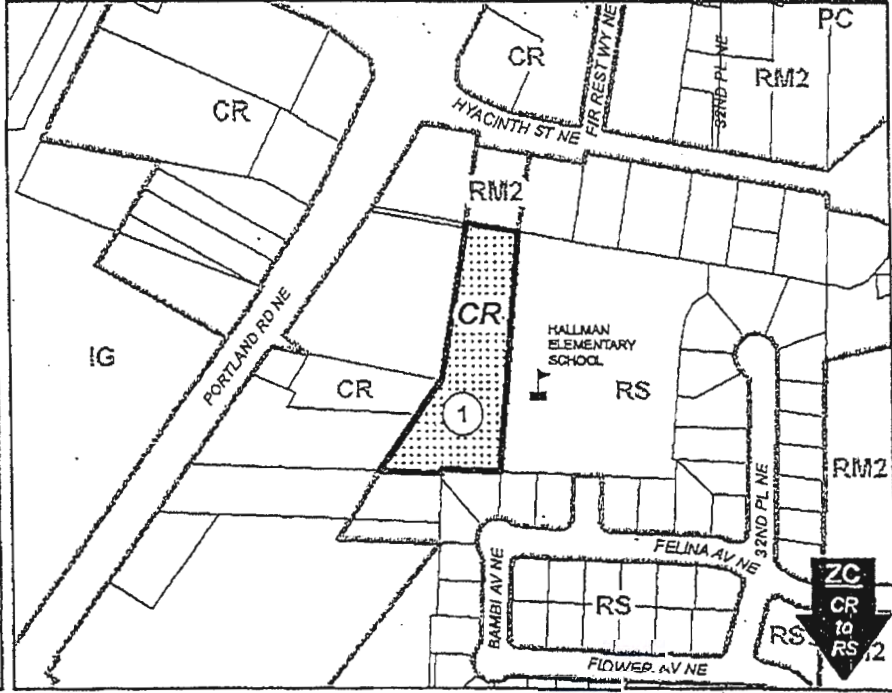 PC
CR
FIR REST WY NE
32ND PL NE
RM2
CR
HYACINTH ST NE
RM2
PORTLAND RD NE
CR
HALLMAN
ELEMENTARY
SCHOOL
IG
CR
RS
1
RM2
32ND PL NE
FELINA AV NE
BAMBI AV NE
RS
ZC
CR
to
RS
RS
FLOWER AV NE